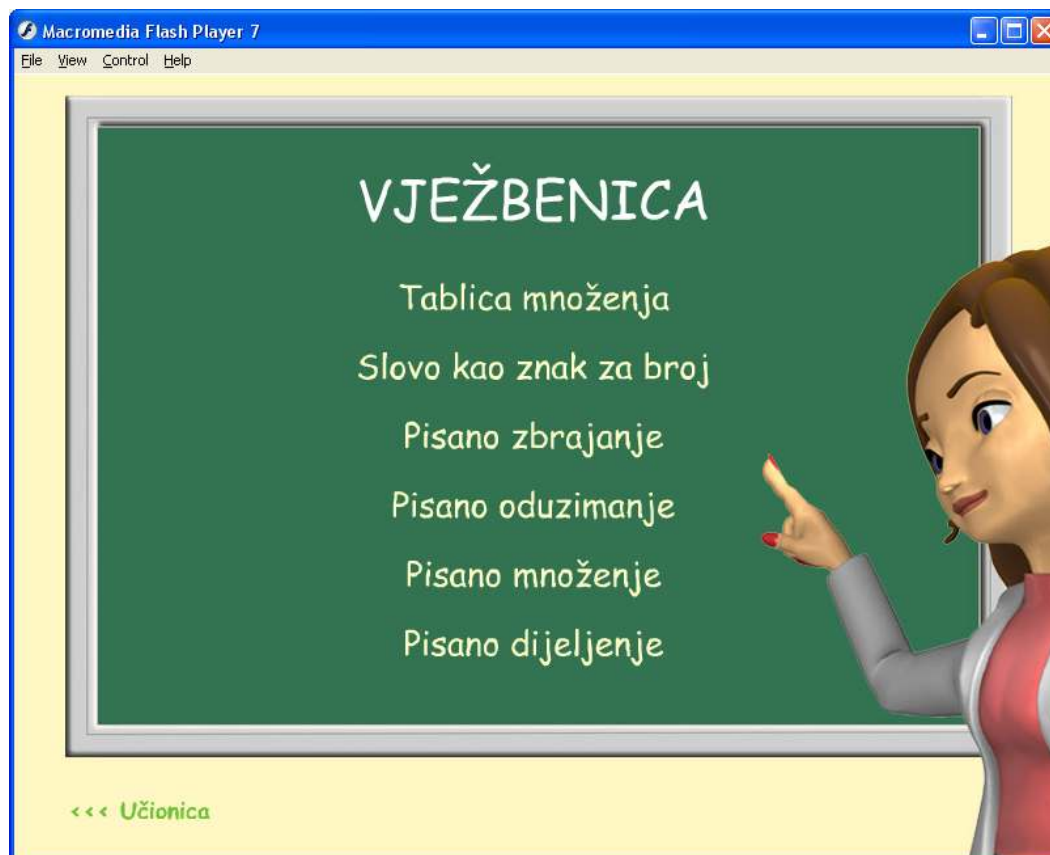 Macromedia Flash Player 7
File View Control Help
VJEŽBENICA
Tablica množenja
Slovo kao znak za broj
Pisano zbrajanje
Pisano oduzimanje
Pisano množenje
Pisano dijeljenje
<<< Učionica